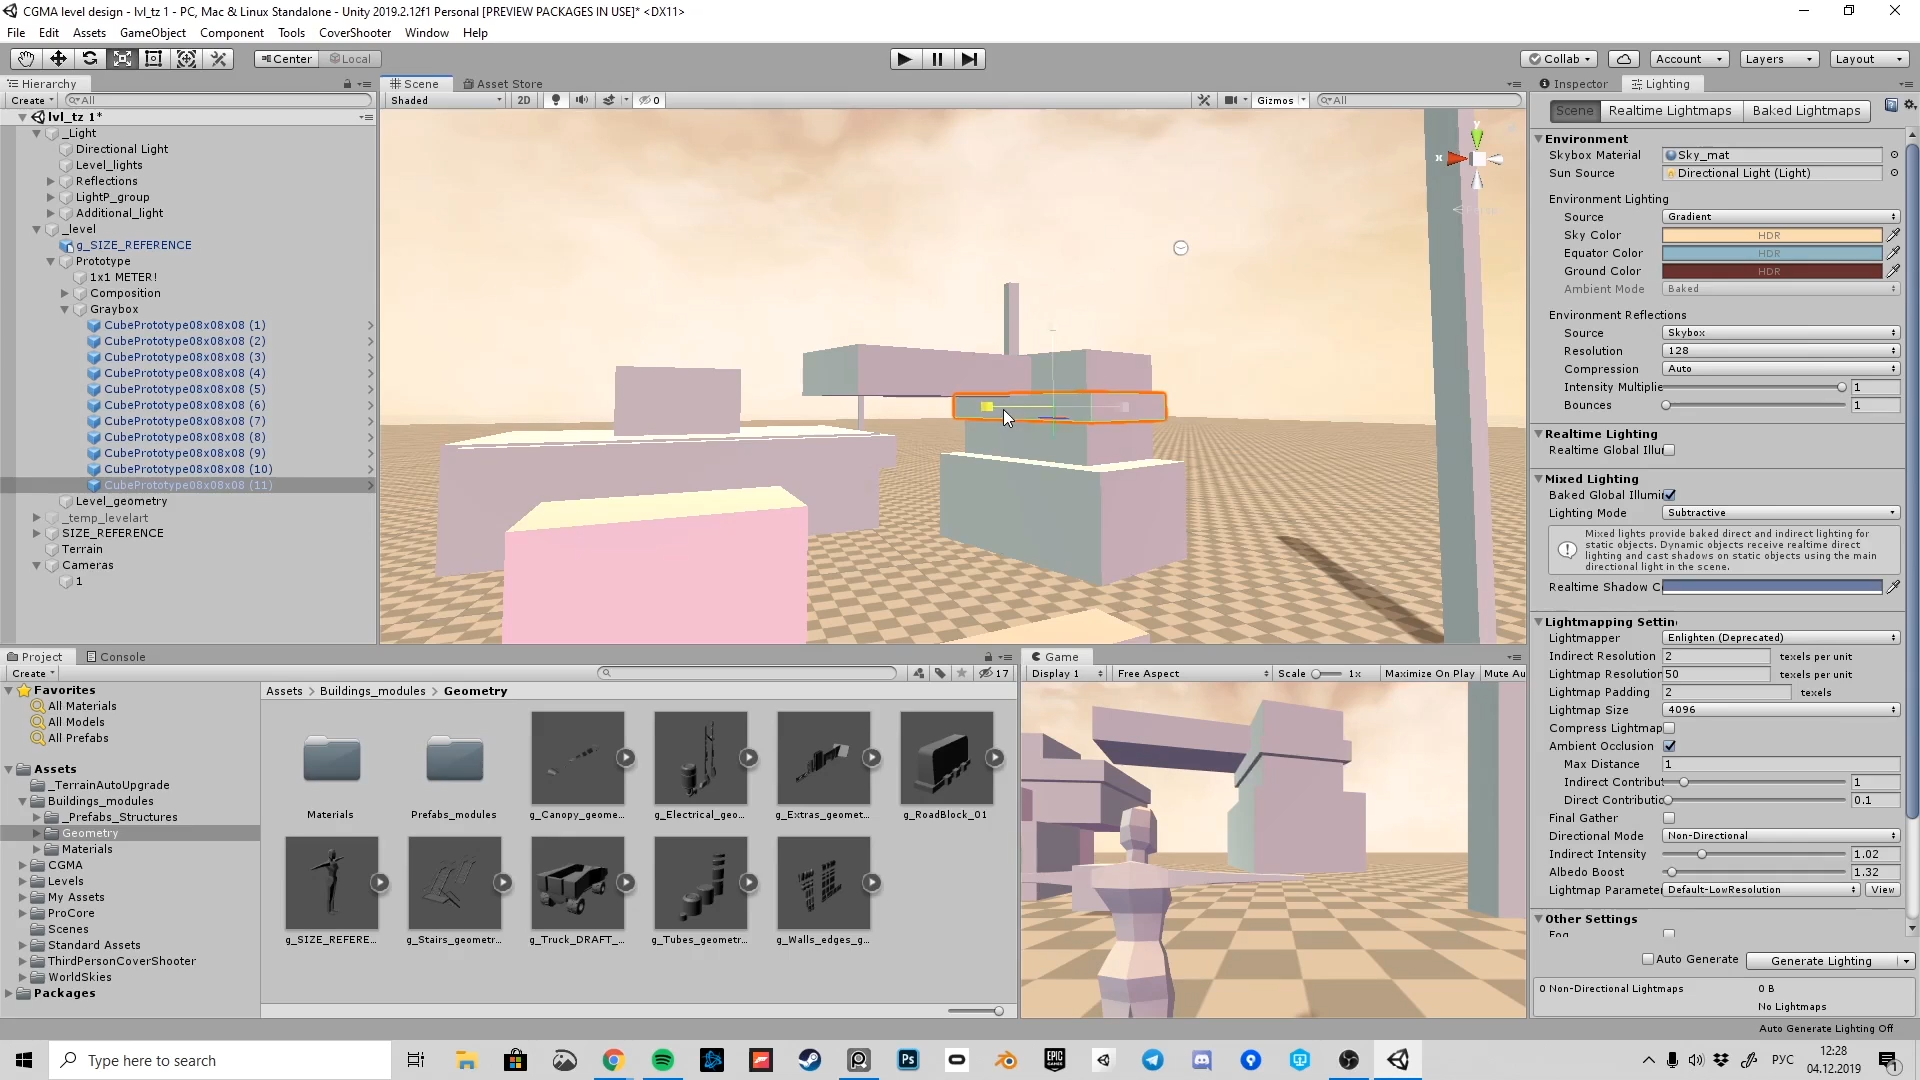 CGMA level design - lvl_tz 1 - PC, Mac & Linux Standalone - Unity 2019.2.12f1 Personal [PREVIEW PACKAGES IN USE]* <DX11>
File Edit Assets GameObject Component Tools CoverShooter Window Help
Center Local
Collab Account Layers Layout
Hierarchy
Create All
lvl_tz 1*
_Light
Directional Light
Level_lights
Reflections
LightP_group
Additional_light
_level
g_SIZE_REFERENCE
Prototype
1x1 METER!
Composition
Graybox
CubePrototype08x08x08 (1)
CubePrototype08x08x08 (2)
CubePrototype08x08x08 (3)
CubePrototype08x08x08 (4)
CubePrototype08x08x08 (5)
CubePrototype08x08x08 (6)
CubePrototype08x08x08 (7)
CubePrototype08x08x08 (8)
CubePrototype08x08x08 (9)
CubePrototype08x08x08 (10)
CubePrototype08x08x08 (11)
Level_geometry
_temp_levelart
SIZE_REFERENCE
Terrain
Cameras
1
Scene Asset Store
Shaded 2D 0 Gizmos All
y
x
Inspector Lighting
Scene Realtime Lightmaps Baked Lightmaps
Environment
Skybox Material Sky_mat
Sun Source Directional Light (Light)
Environment Lighting
Source Gradient
Sky Color HDR
Equator Color HDR
Ground Color HDR
Ambient Mode Baked
Environment Reflections
Source Skybox
Resolution 128
Compression Auto
Intensity Multiplie 1
Bounces 1
Realtime Lighting
Realtime Global Illu
Mixed Lighting
Baked Global Illumi
Lighting Mode Subtractive
Mixed lights provide baked direct and indirect lighting for
static objects. Dynamic objects receive realtime direct
lighting and cast shadows on static objects using the main
directional light in the scene.
Realtime Shadow C
Lightmapping Settin
Lightmapper Enlighten (Deprecated)
Indirect Resolution 2 texels per unit
Lightmap Resolution 50 texels per unit
Lightmap Padding 2 texels
Lightmap Size 4096
Compress Lightmap
Ambient Occlusion
Max Distance 1
Indirect Contribut 1
Direct Contributio 0.1
Final Gather
Directional Mode Non-Directional
Indirect Intensity 1.02
Albedo Boost 1.32
Lightmap Parameter Default-LowResolution View
Other Settings
Fog
Auto Generate Generate Lighting
0 Non-Directional Lightmaps 0 B
No Lightmaps
Auto Generate Lighting Off
Project Console
Create 17
Favorites
All Materials
All Models
All Prefabs
Assets
_TerrainAutoUpgrade
Buildings_modules
_Prefabs_Structures
Geometry
Materials
CGMA
Levels
My Assets
ProCore
Scenes
Standard Assets
ThirdPersonCoverShooter
WorldSkies
Packages
Assets Buildings_modules Geometry
Materials Prefabs_modules g_Canopy_geome... g_Electrical_geo... g_Extras_geomet... g_RoadBlock_01
g_SIZE_REFERE... g_Stairs_geometr... g_Truck_DRAFT_... g_Tubes_geometr... g_Walls_edges_g...
Game
Display 1 Free Aspect Scale 1x Maximize On Play Mute Au
Type here to search
Ps
EPIC GAMES
РУС
12:28
04.12.2019
1